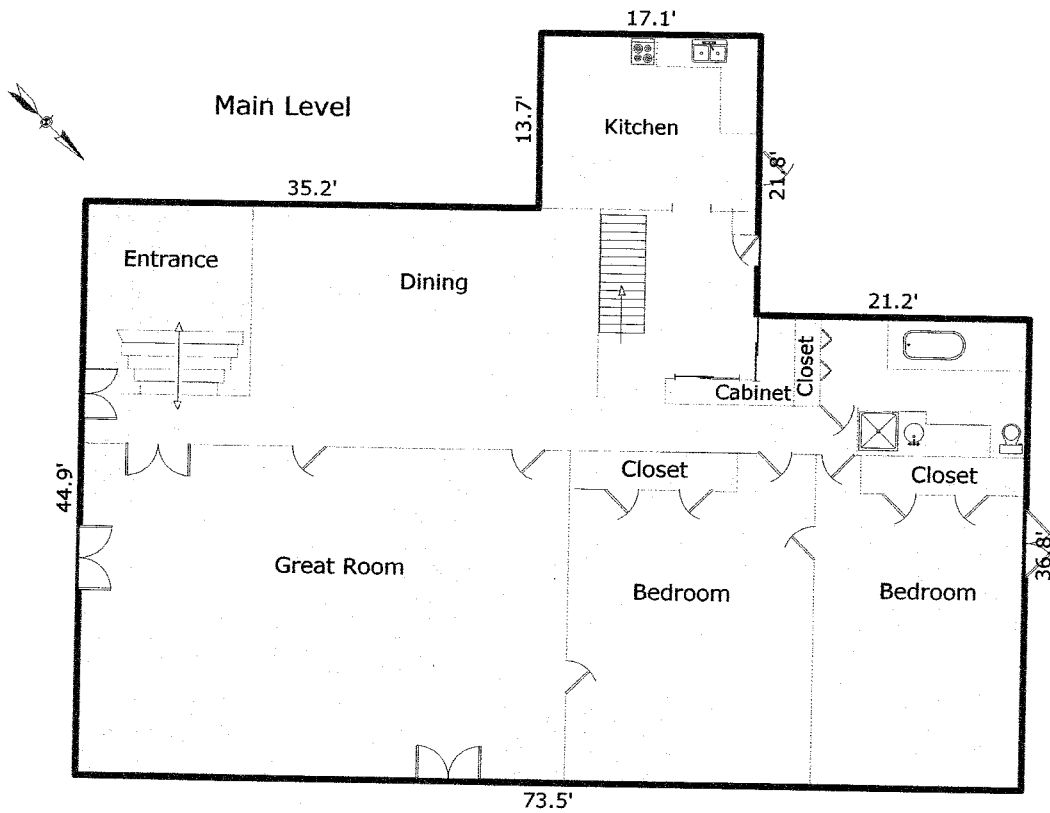 17.1'
Main Level
13.7'
Kitchen
21.8'
35.2'
Entrance
Dining
21.2'
Closet
Cabinet
44.9'
Closet
Closet
36.8'
Great Room
Bedroom
Bedroom
73.5'